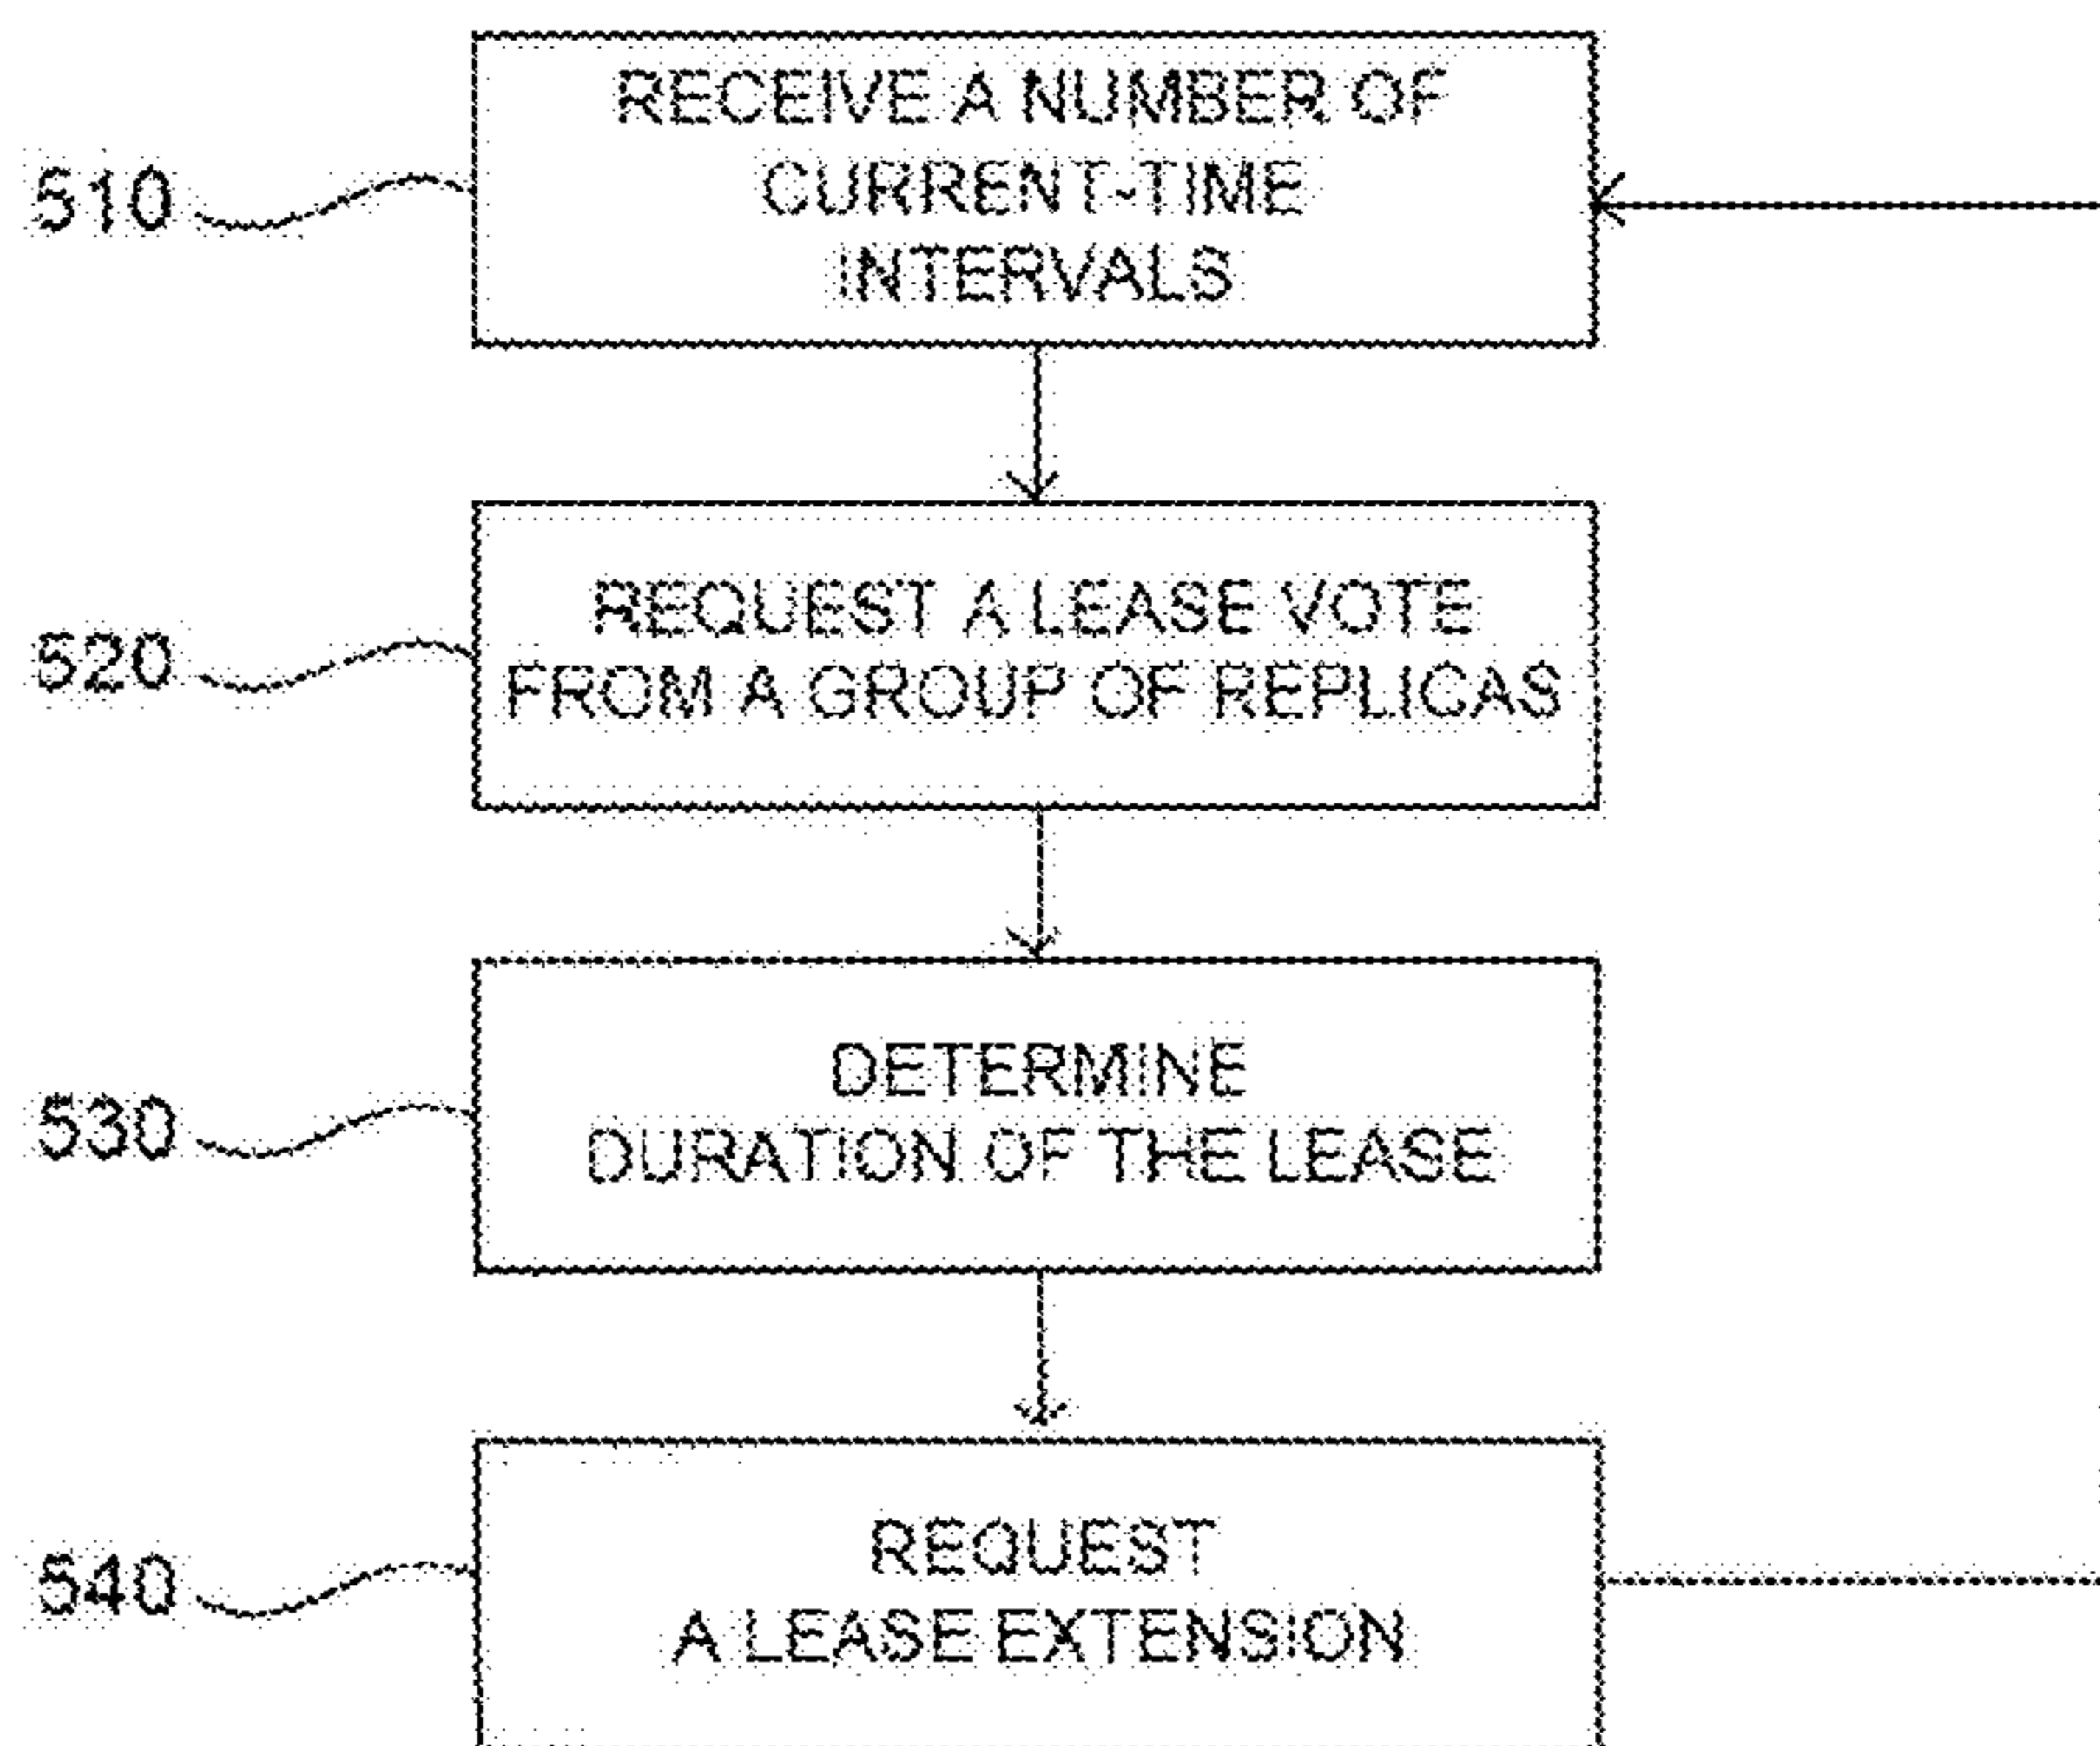 RECEIVE A NUMBER OF
CURRENT-TIME
INTERVALS
510
REQUEST A LEASE VOTE
FROM A GROUP OF REPLICAS
520
DETERMINE
DURATION OF THE LEASE
530
REQUEST
A LEASE EXTENSION
540